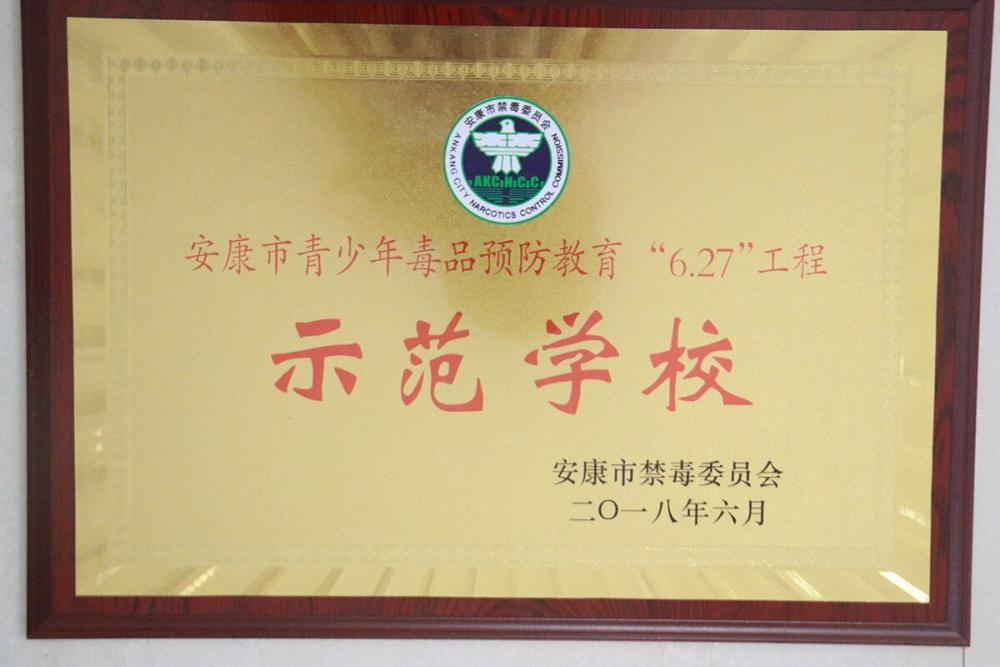 安康市禁毒委员会
AKCNCC
ANKANG CITY NARCOTICS CONTROL COMMISSION
安康市青少年毒品预防教育“6.27”工程
示范学校
安康市禁毒委员会
二〇一八年六月